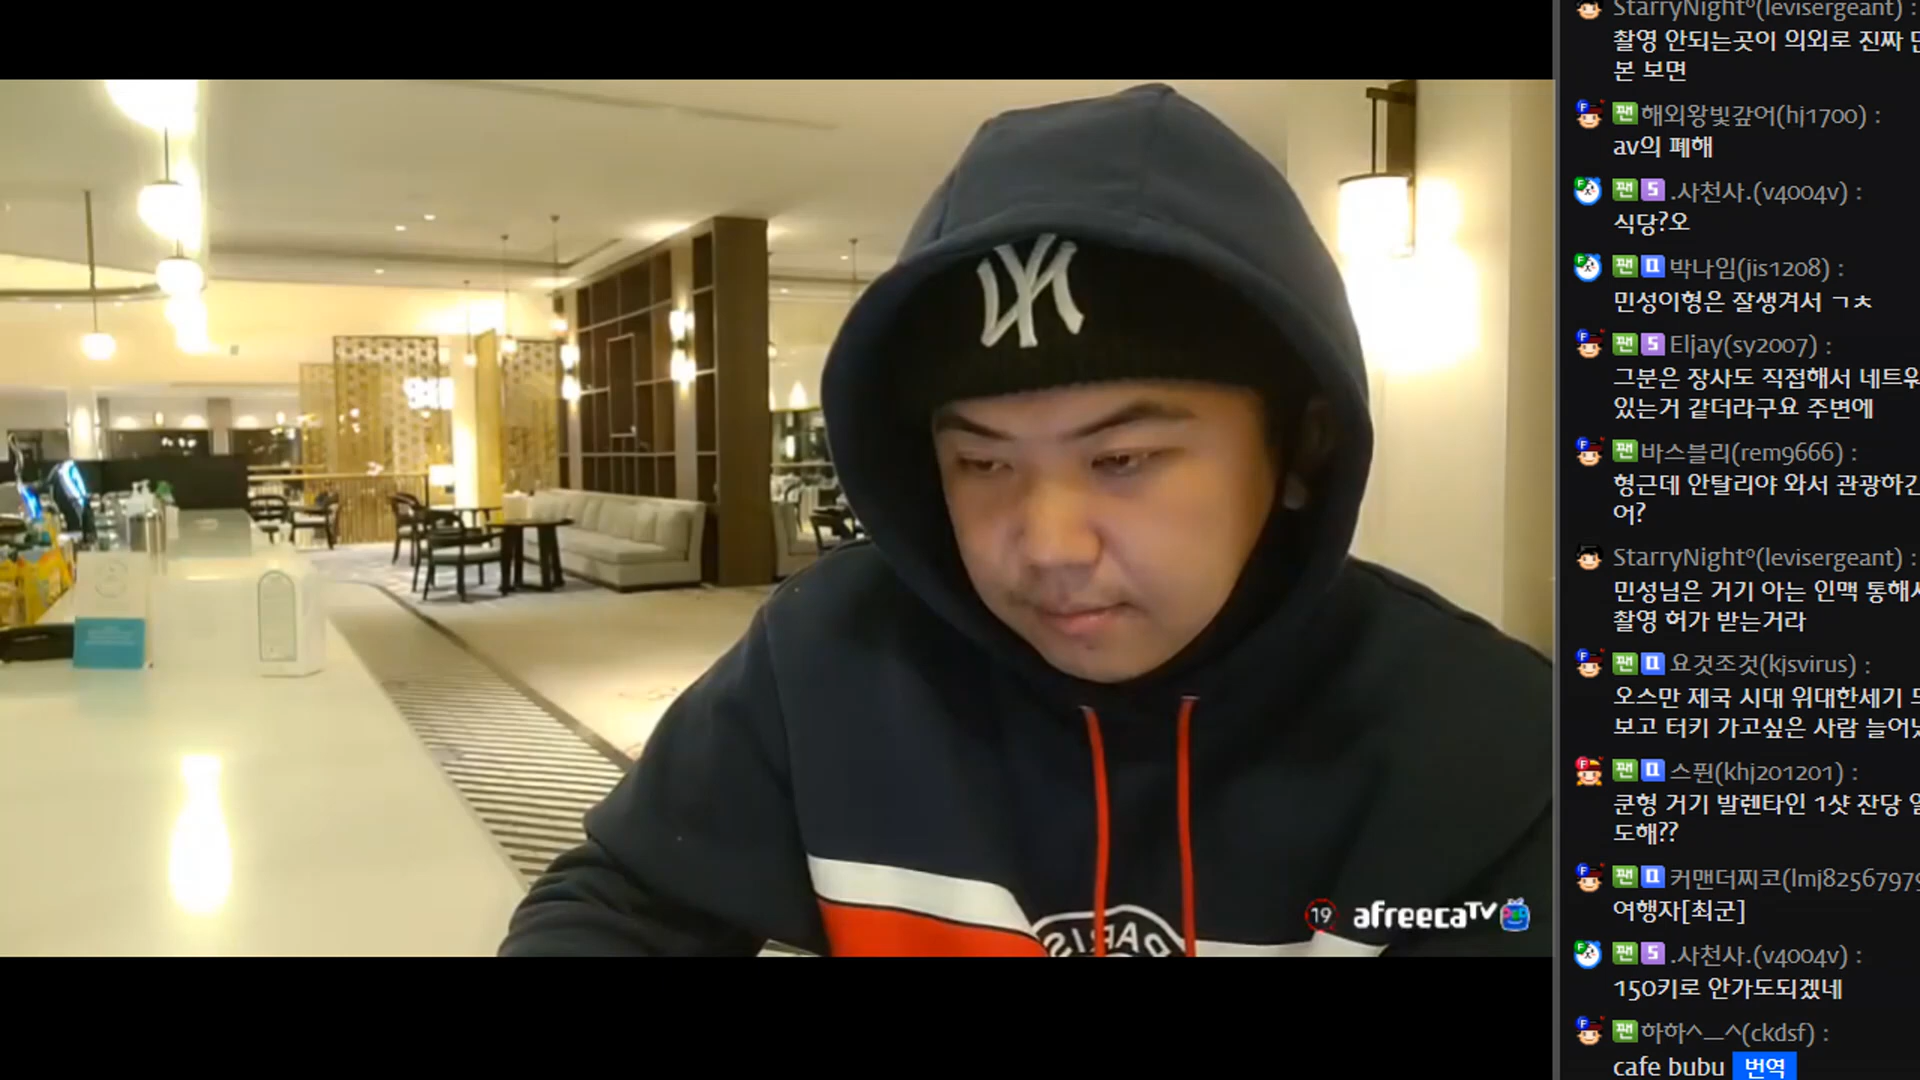 NY
PARIS
19 afreecaTV
StarryNight°(levisergeant) :
촬영 안되는곳이 의외로 진짜
본 보면
팬 해외왕빛갚어(hj1700) :
av의 폐해
팬 S .사천사.(v4004v) :
식당?오
팬 박나임(jis1208) :
민성이형은 잘생겨서 ㄱㅊ
팬 S Eljay(sy2007) :
그분은 장사도 직접해서 네트워
있는거 같더라구요 주변에
팬 바스블리(rem9666) :
형근데 안탈리야 와서 관광하긴
어?
StarryNight°(levisergeant) :
민성님은 거기 아는 인맥 통해서
촬영 허가 받는거라
팬 요것조것(kjsvirus) :
오스만 제국 시대 위대한세기
보고 터키 가고싶은 사람
팬 스퓐(khj201201) :
쿤형 거기 발렌타인 1샷 잔당
도해??
팬 커맨더찌코(lmj82567979
여행자[최군]
팬 S .사천사.(v4004v) :
150키로 안가도되겠네
팬 하하^ㅡ^(ckdsf) :
cafe bubu 번역